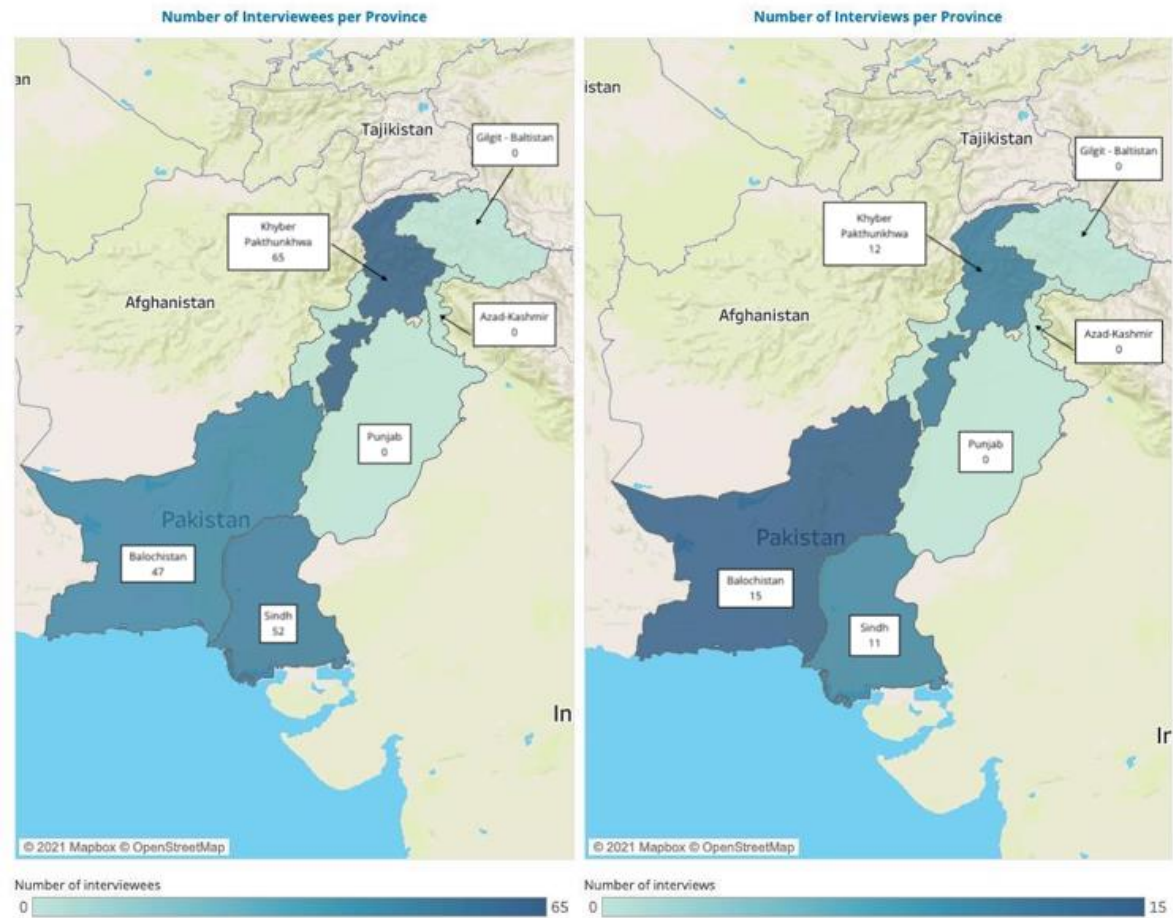 Number of Interviewees per Province
an
Tajikistan
Gilgit - Baltistan
0
Khyber
Pakthunkhwa
65
Afghanistan
Azad-Kashmir
0
Punjab
0
Pakistan
Balochistan
47
Sindh
52
In
© 2021 Mapbox © OpenStreetMap
Number of interviewees
0
65
Number of Interviews per Province
istan
Tajikistan
Gilgit - Baltistan
0
Khyber
Pakthunkhwa
12
Afghanistan
Azad-Kashmir
0
Punjab
0
Pakistan
Balochistan
15
Sindh
11
Ir
© 2021 Mapbox © OpenStreetMap
Number of interviews
0
15